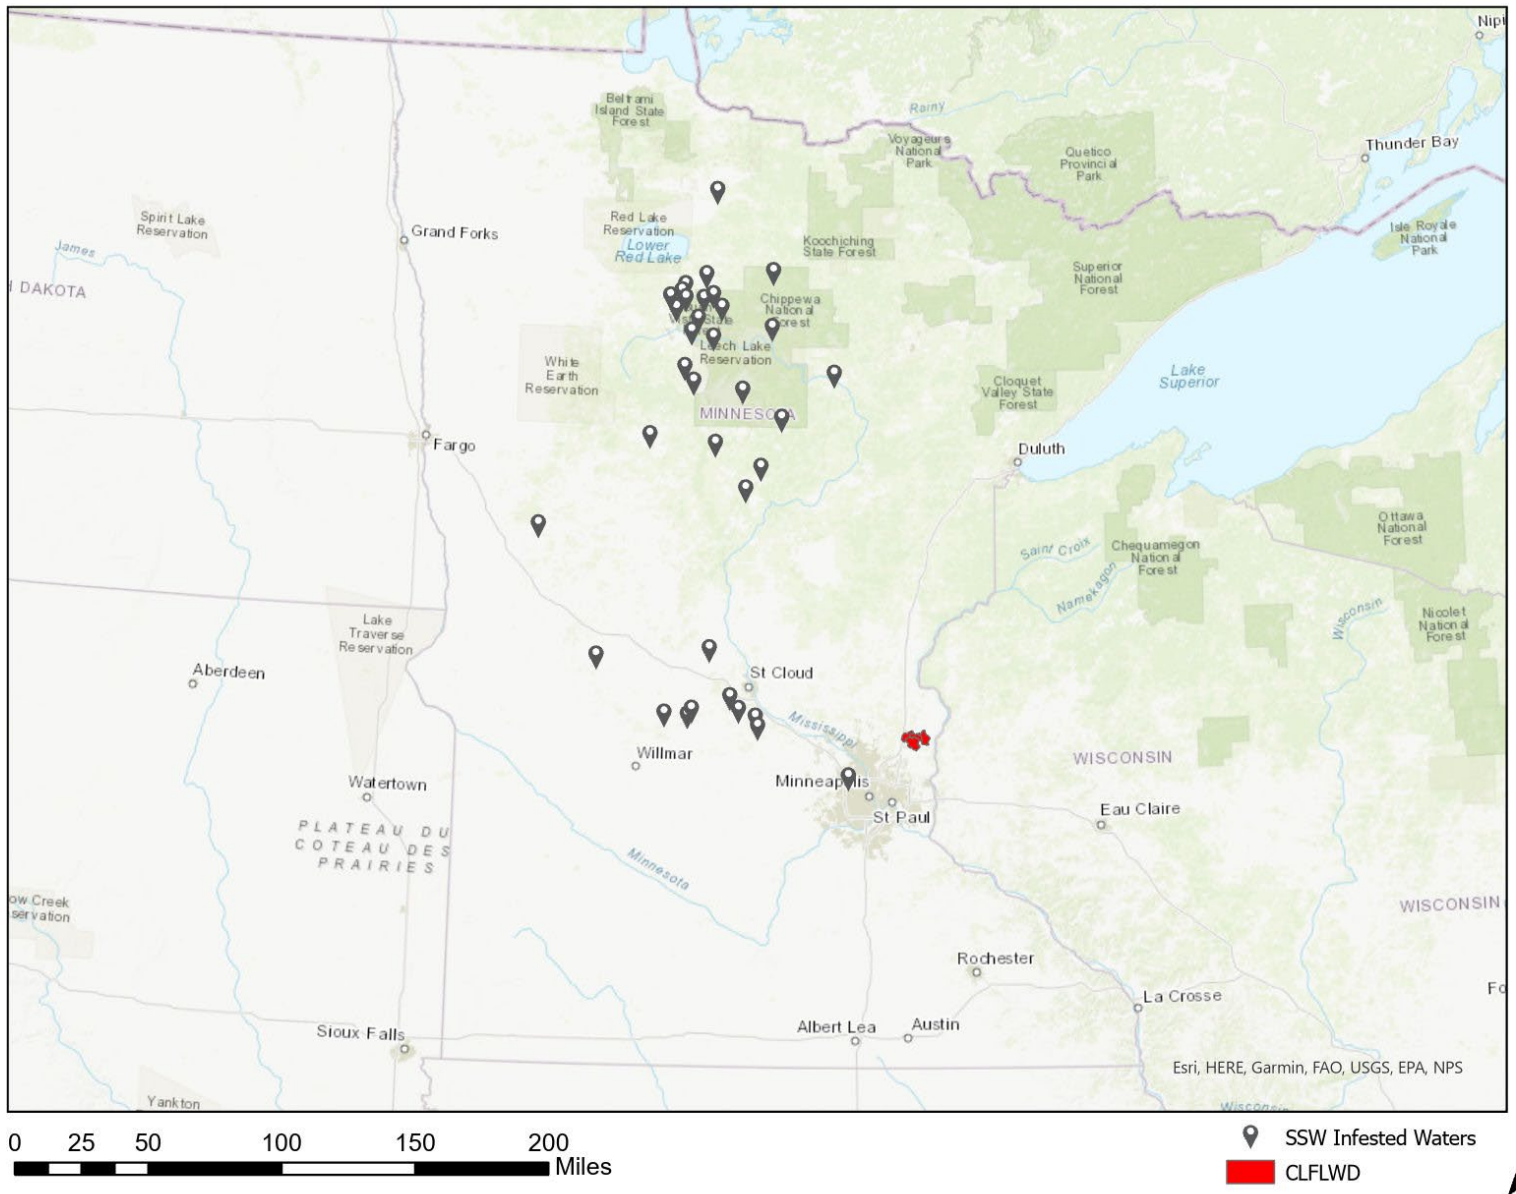 Nipi
Beltrami
Island State
Forest
Rainy
Voyageurs
National
Park
Quetico
Provincial
Park
Thunder Bay
Spirit Lake
Reservation
Grand Forks
Red Lake
Reservation
Lower
Red Lake
Koochiching
State Forest
Isle Royale
National
Park
James
Superior
National
Forest
H DAKOTA
Chippewa
National
Forest
State
Leech Lake
Reservation
White
Earth
Reservation
Lake
Superior
Cloquet
Valley State
Forest
MINNESOTA
Fargo
Duluth
Ottawa
National
Forest
Saint Croix
Chequamegon
National
Forest
Namekagon
Wisconsin
Nicolet
National
Forest
Lake
Traverse
Reservation
Aberdeen
St Cloud
Mississippi
Willmar
WISCONSIN
Watertown
Minneapolis
St Paul
Eau Claire
PLATEAU DU
COTEAU DES
PRAIRIES
Minnesota
ow Creek
servation
WISCONSIN
Rochester
La Crosse
Fo
Albert Lea
Austin
Sioux Falls
Esri, HERE, Garmin, FAO, USGS, EPA, NPS
Yankton
Wisconsin
0 25 50 100 150 200
Miles
SSW Infested Waters
CLFLWD